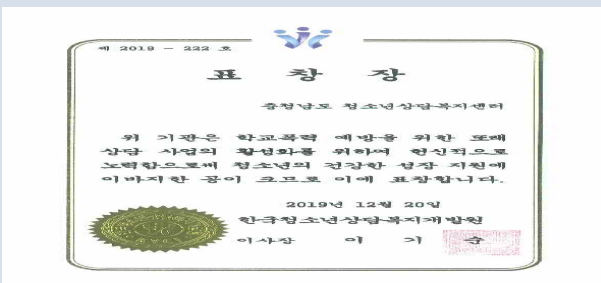 제 2019 - 222 호
표 창 장
충청남도 청소년상담복지센터
위 기관은 학교폭력 예방을 위한 또래
상담 사업의 활성화를 위하여 헌신적으로
노력함으로써 청소년의 건강한 성장 지원에
이바지한 공이 크므로 이에 표창합니다.
2019년 12월 20일
한국청소년상담복지개발원
이사장 이 기 순